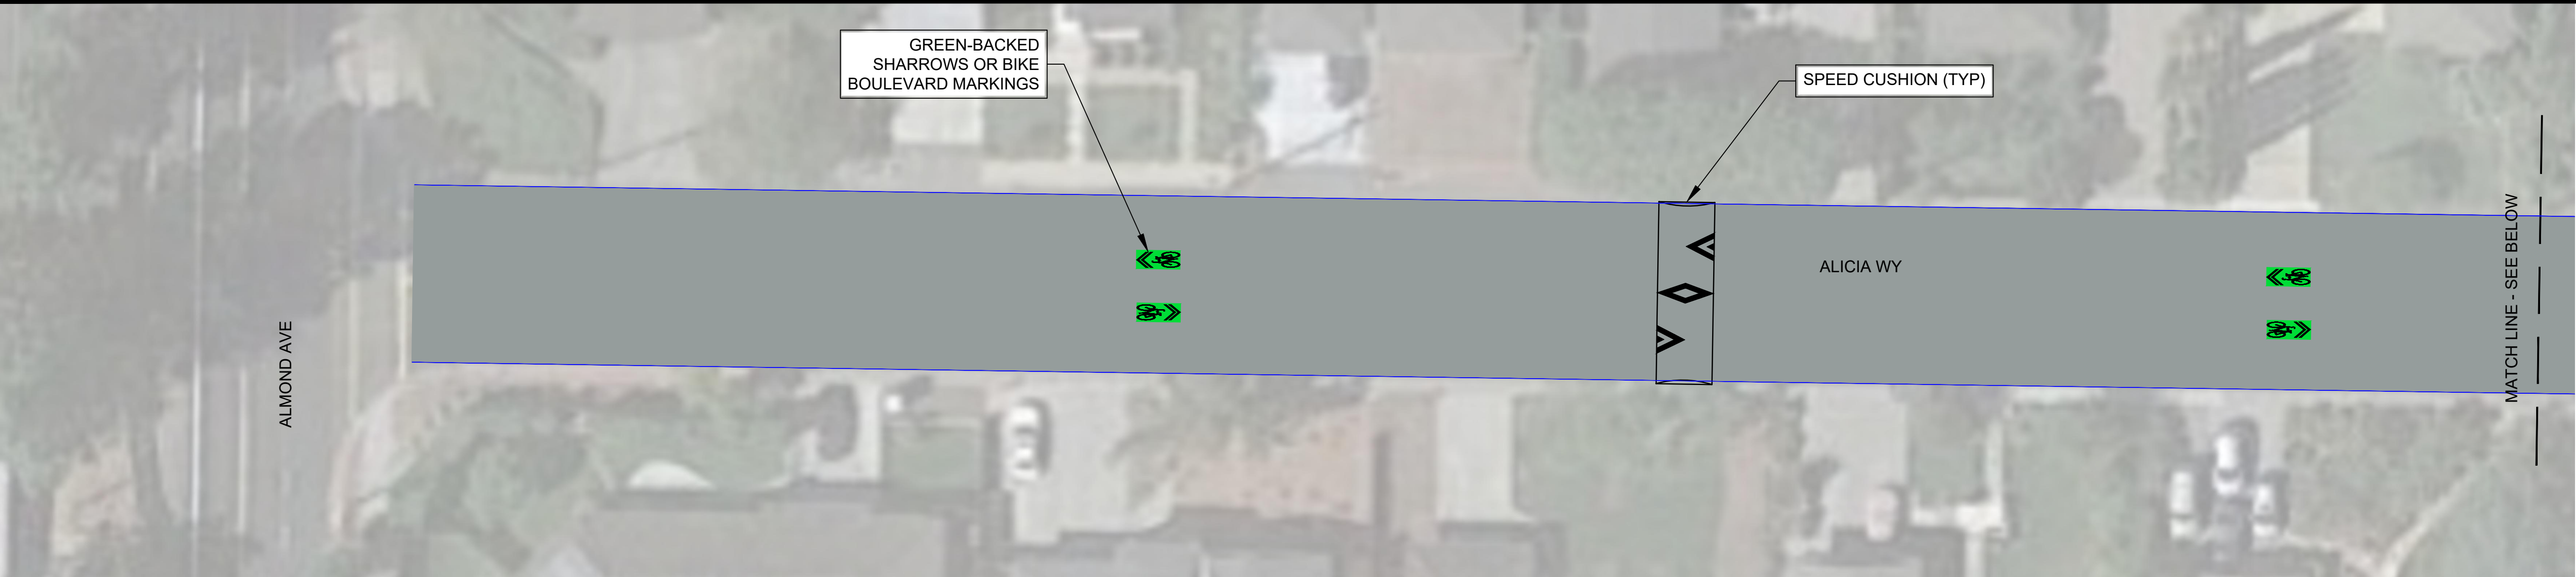 GREEN-BACKED
SHARROWS OR BIKE
BOULEVARD MARKINGS
SPEED CUSHION (TYP)
ALMOND AVE
ALICIA WY
MATCH LINE - SEE BELOW